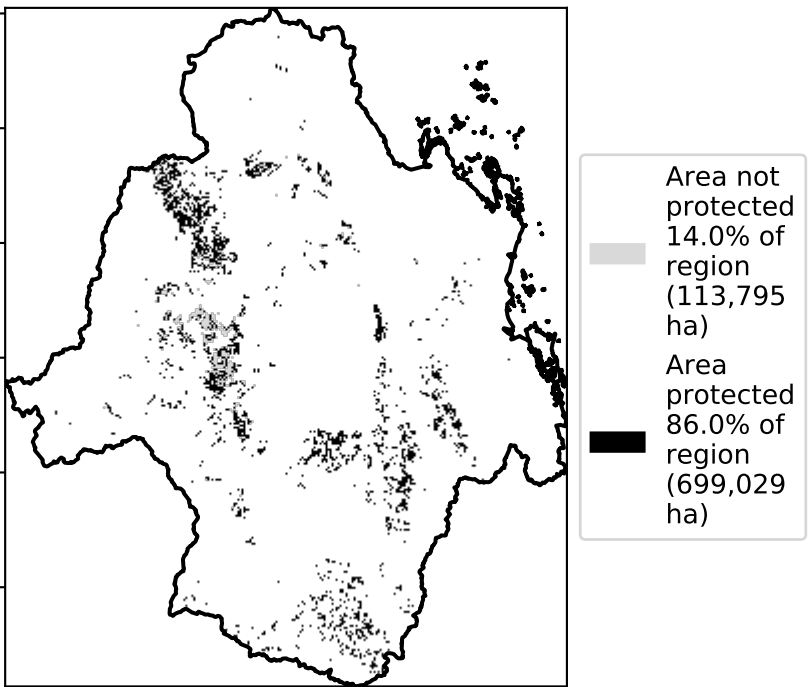 Area not
protected
14.0% of
region
(113,795
ha)
Area
protected
86.0% of
region
(699,029
ha)